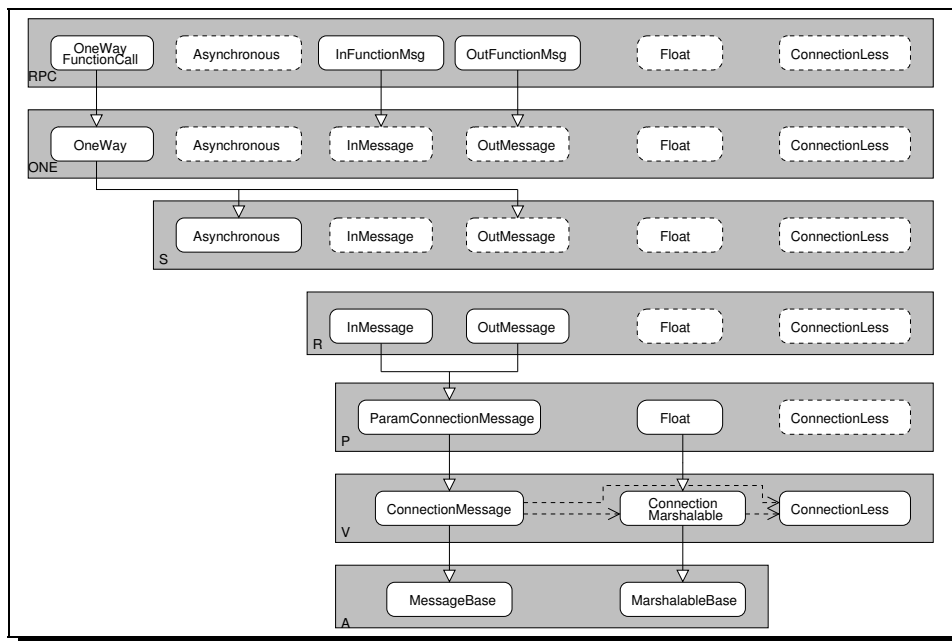 OneWay
FunctionCall
Asynchronous
InFunctionMsg
OutFunctionMsg
Float
ConnectionLess
RPC
OneWay
Asynchronous
InMessage
OutMessage
Float
ConnectionLess
ONE
Asynchronous
InMessage
OutMessage
Float
ConnectionLess
S
InMessage
OutMessage
Float
ConnectionLess
R
ParamConnectionMessage
Float
ConnectionLess
P
ConnectionMessage
Connection
Marshalable
ConnectionLess
V
MessageBase
MarshalableBase
A